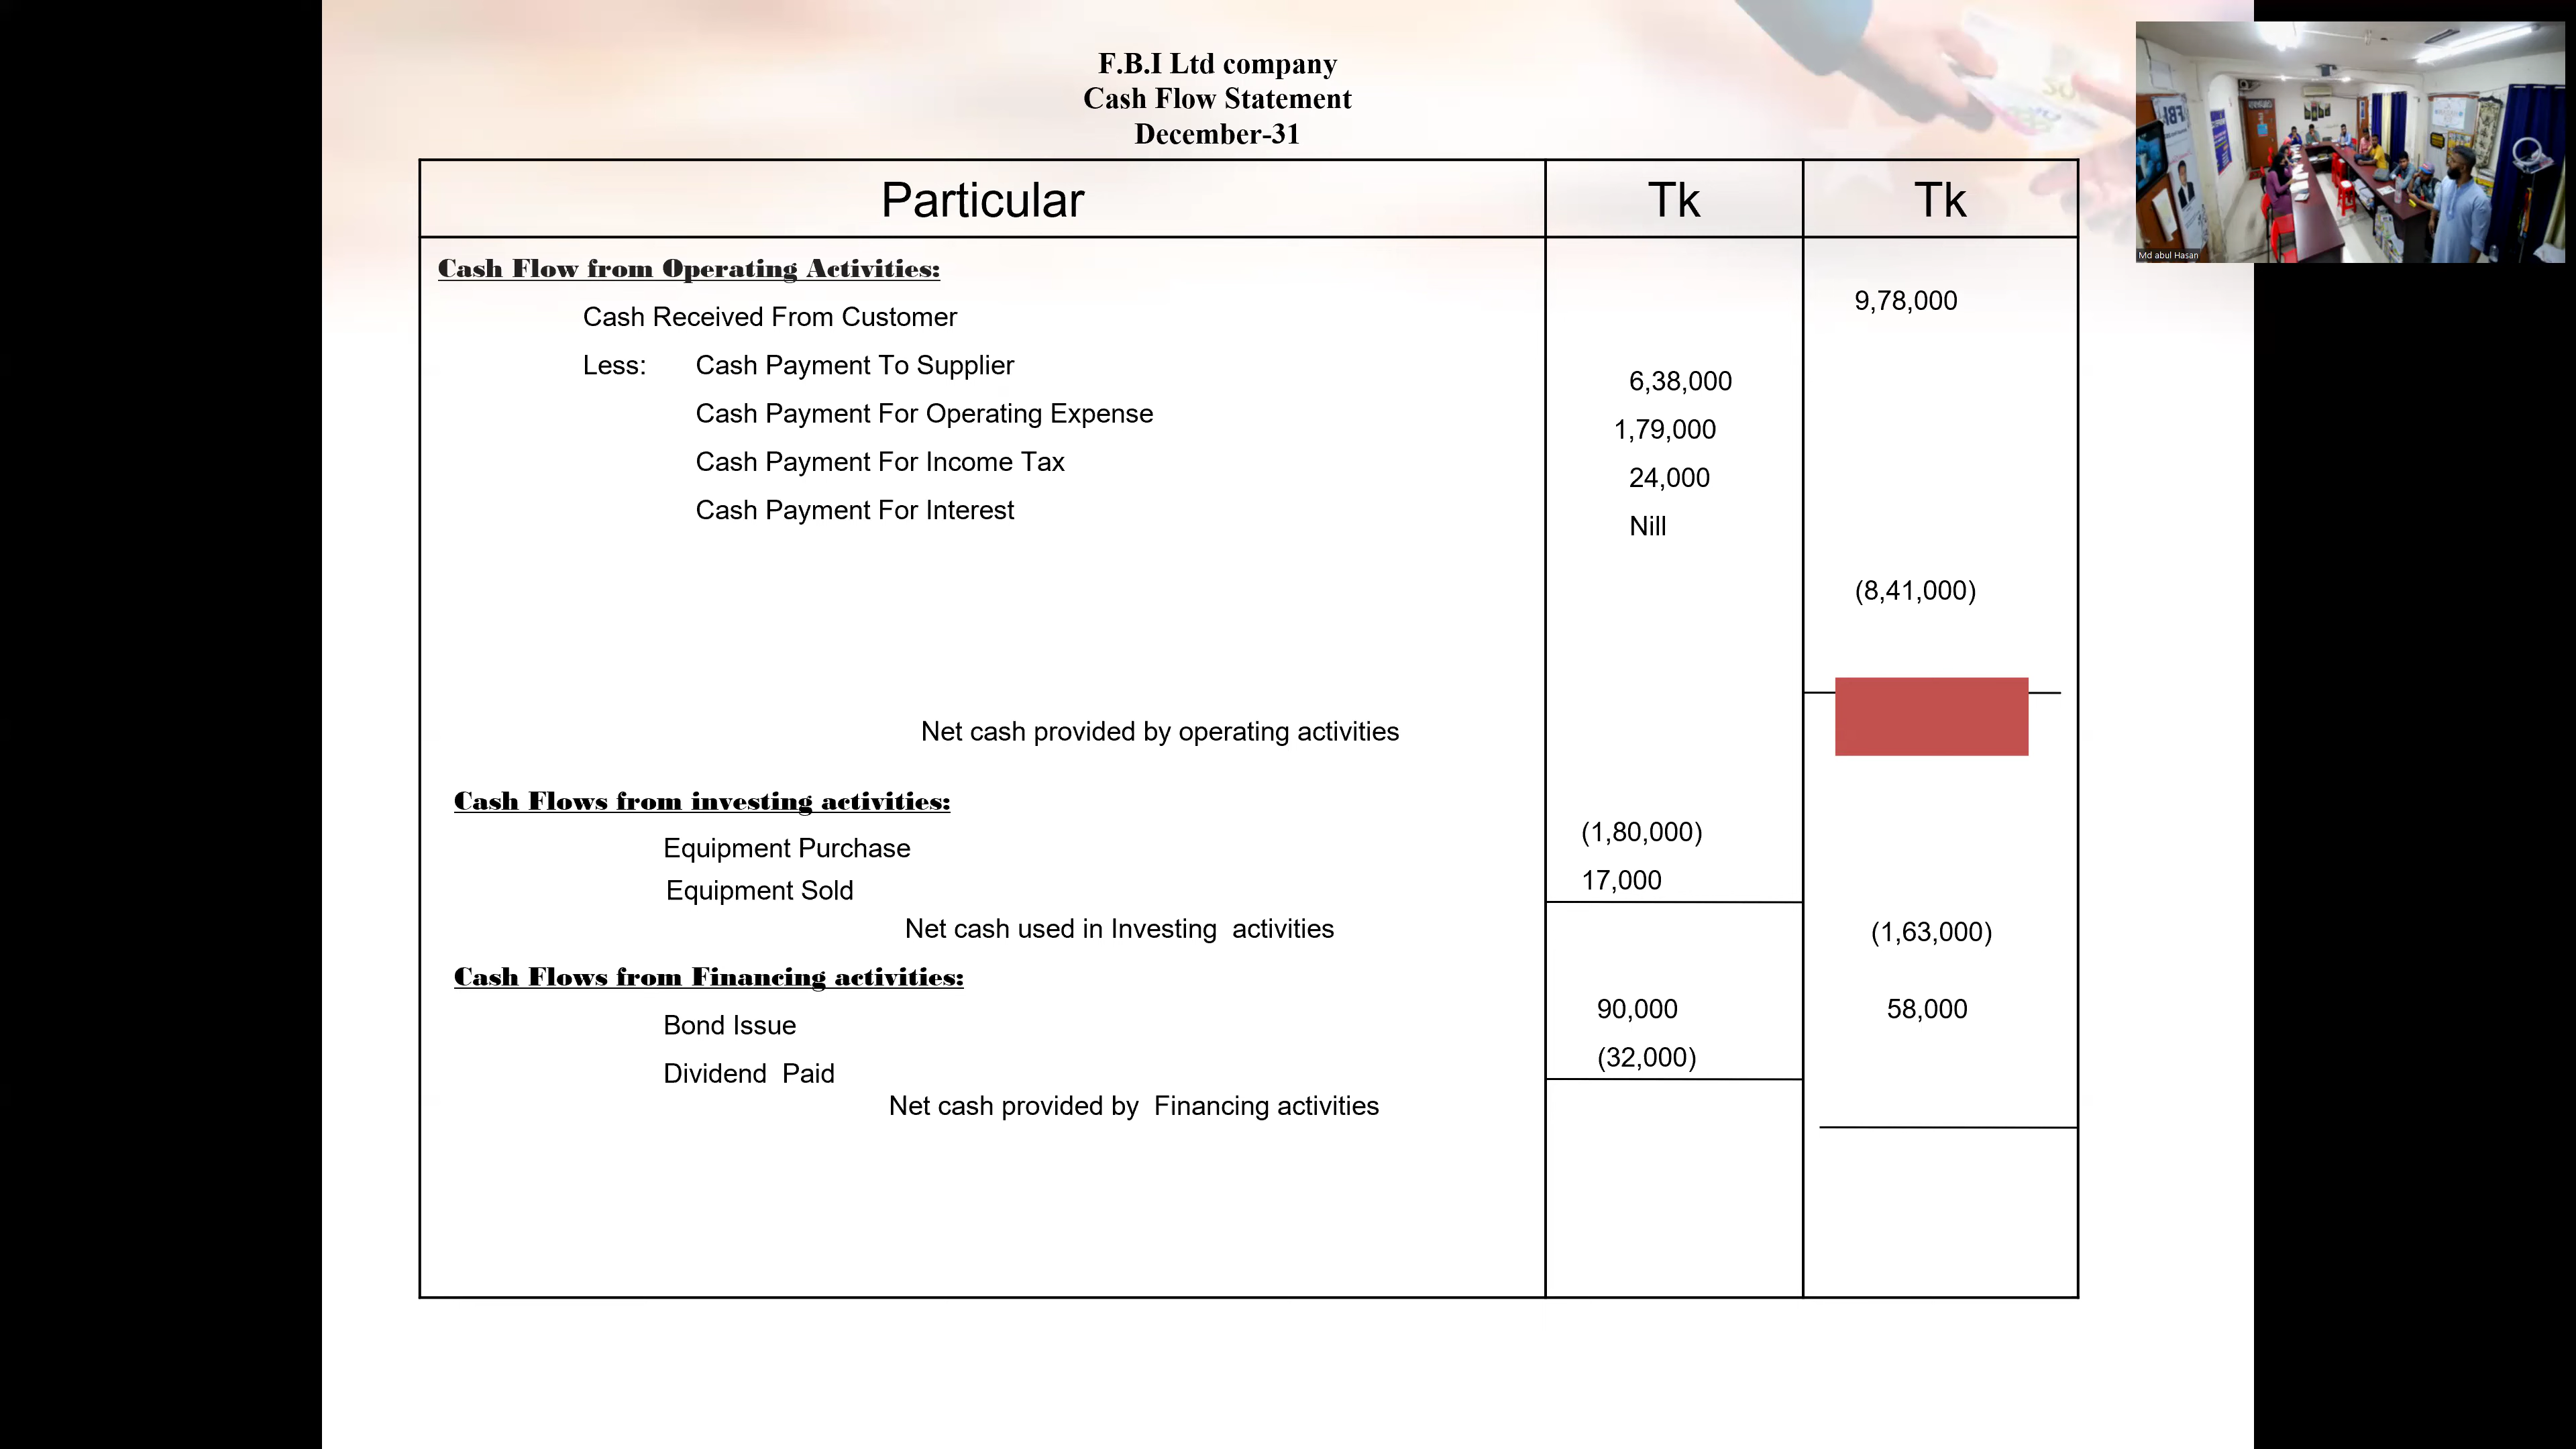 F.B.I Ltd company
Cash Flow Statement
December-31
Particular Tk Tk
Cash Flow from Operating Activities:
Cash Received From Customer 9,78,000
Less: Cash Payment To Supplier 6,38,000
Cash Payment For Operating Expense 1,79,000
Cash Payment For Income Tax 24,000
Cash Payment For Interest Nill
(8,41,000)
Net cash provided by operating activities
Cash Flows from investing activities:
Equipment Purchase (1,80,000)
Equipment Sold 17,000
Net cash used in Investing activities (1,63,000)
Cash Flows from Financing activities:
Bond Issue 90,000 58,000
Dividend Paid (32,000)
Net cash provided by Financing activities
FBI
Md abul Hasan